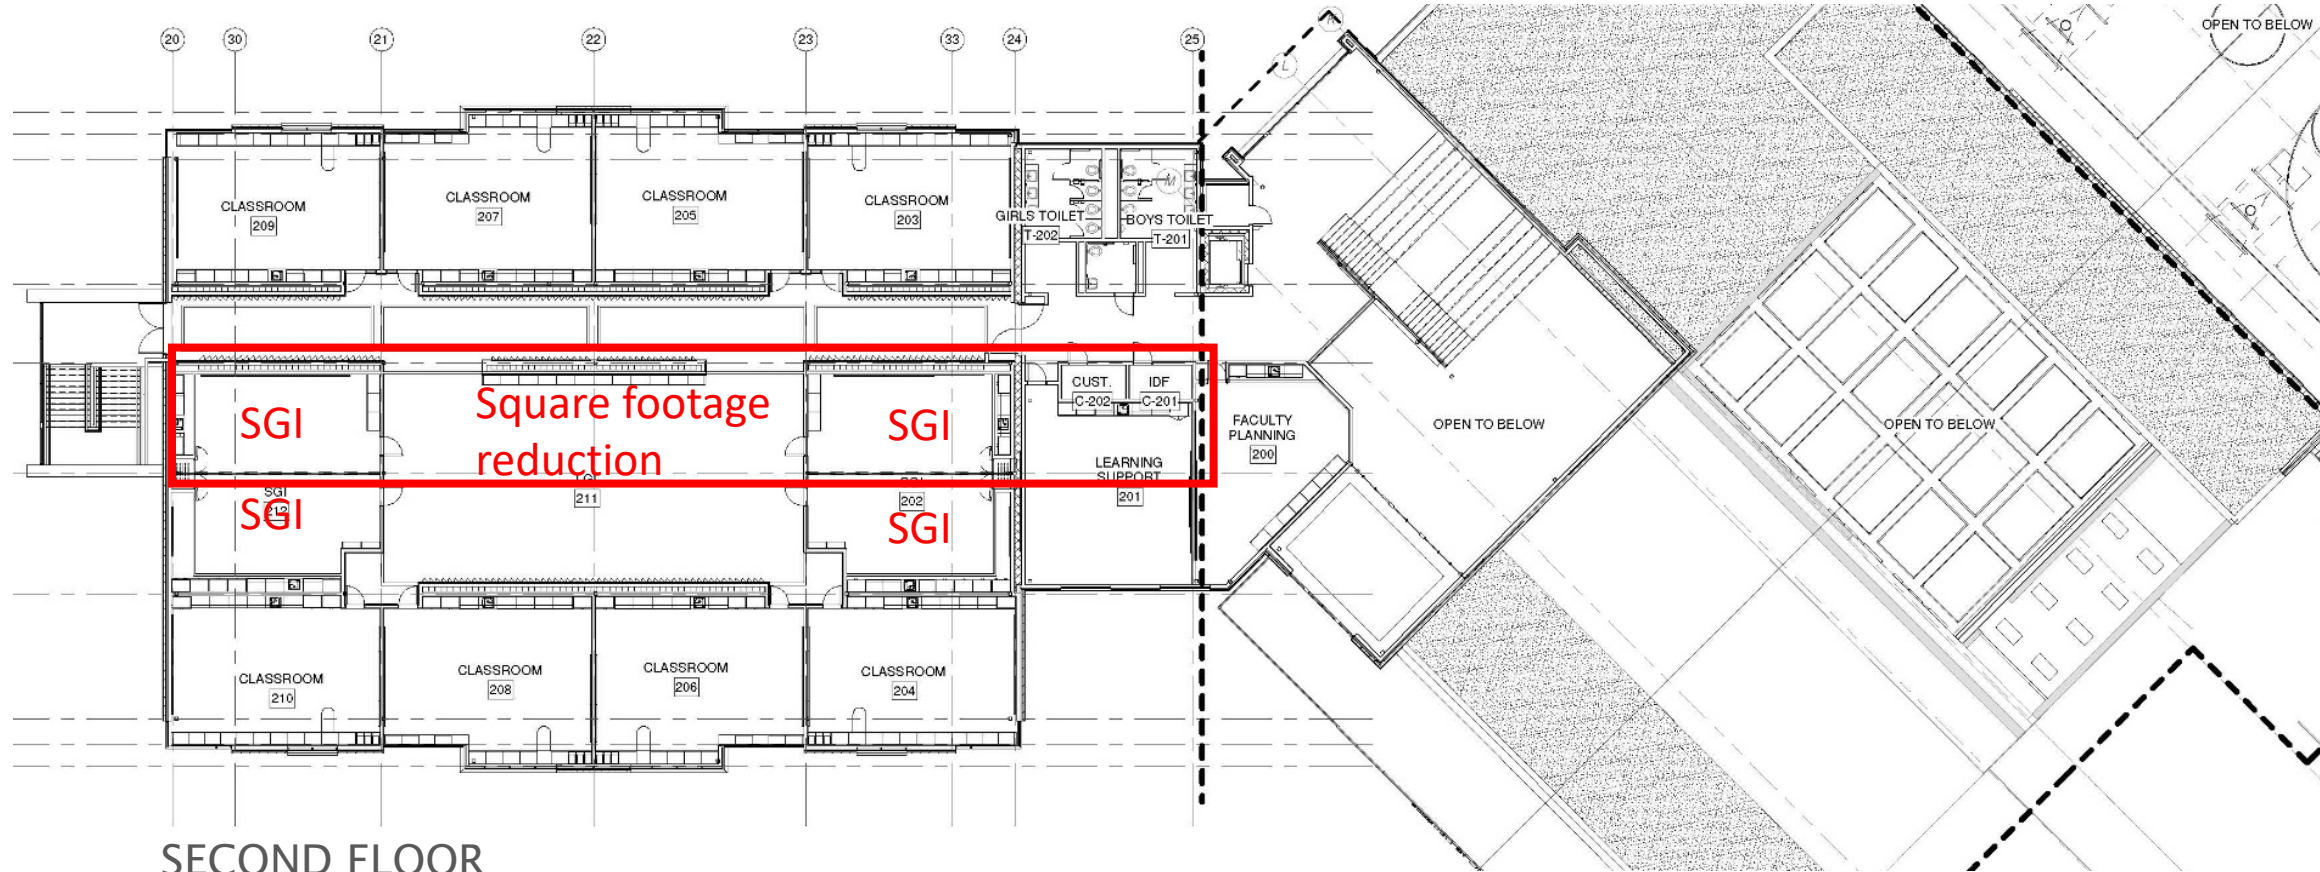 20
30
21
22
23
33
24
25
K
L
M
OPEN TO BELOW
CLASSROOM
209
CLASSROOM
207
CLASSROOM
205
CLASSROOM
203
GIRLS TOILET
T-202
BOYS TOILET
T-201
SGI
Square footage
reduction
SGI
CUST.
C-202
IDF
C-201
FACULTY
PLANNING
200
OPEN TO BELOW
OPEN TO BELOW
LEARNING
SUPPORT
201
SGI
212
SGI
211
202
SGI
CLASSROOM
210
CLASSROOM
208
CLASSROOM
206
CLASSROOM
204
SECOND FLOOR